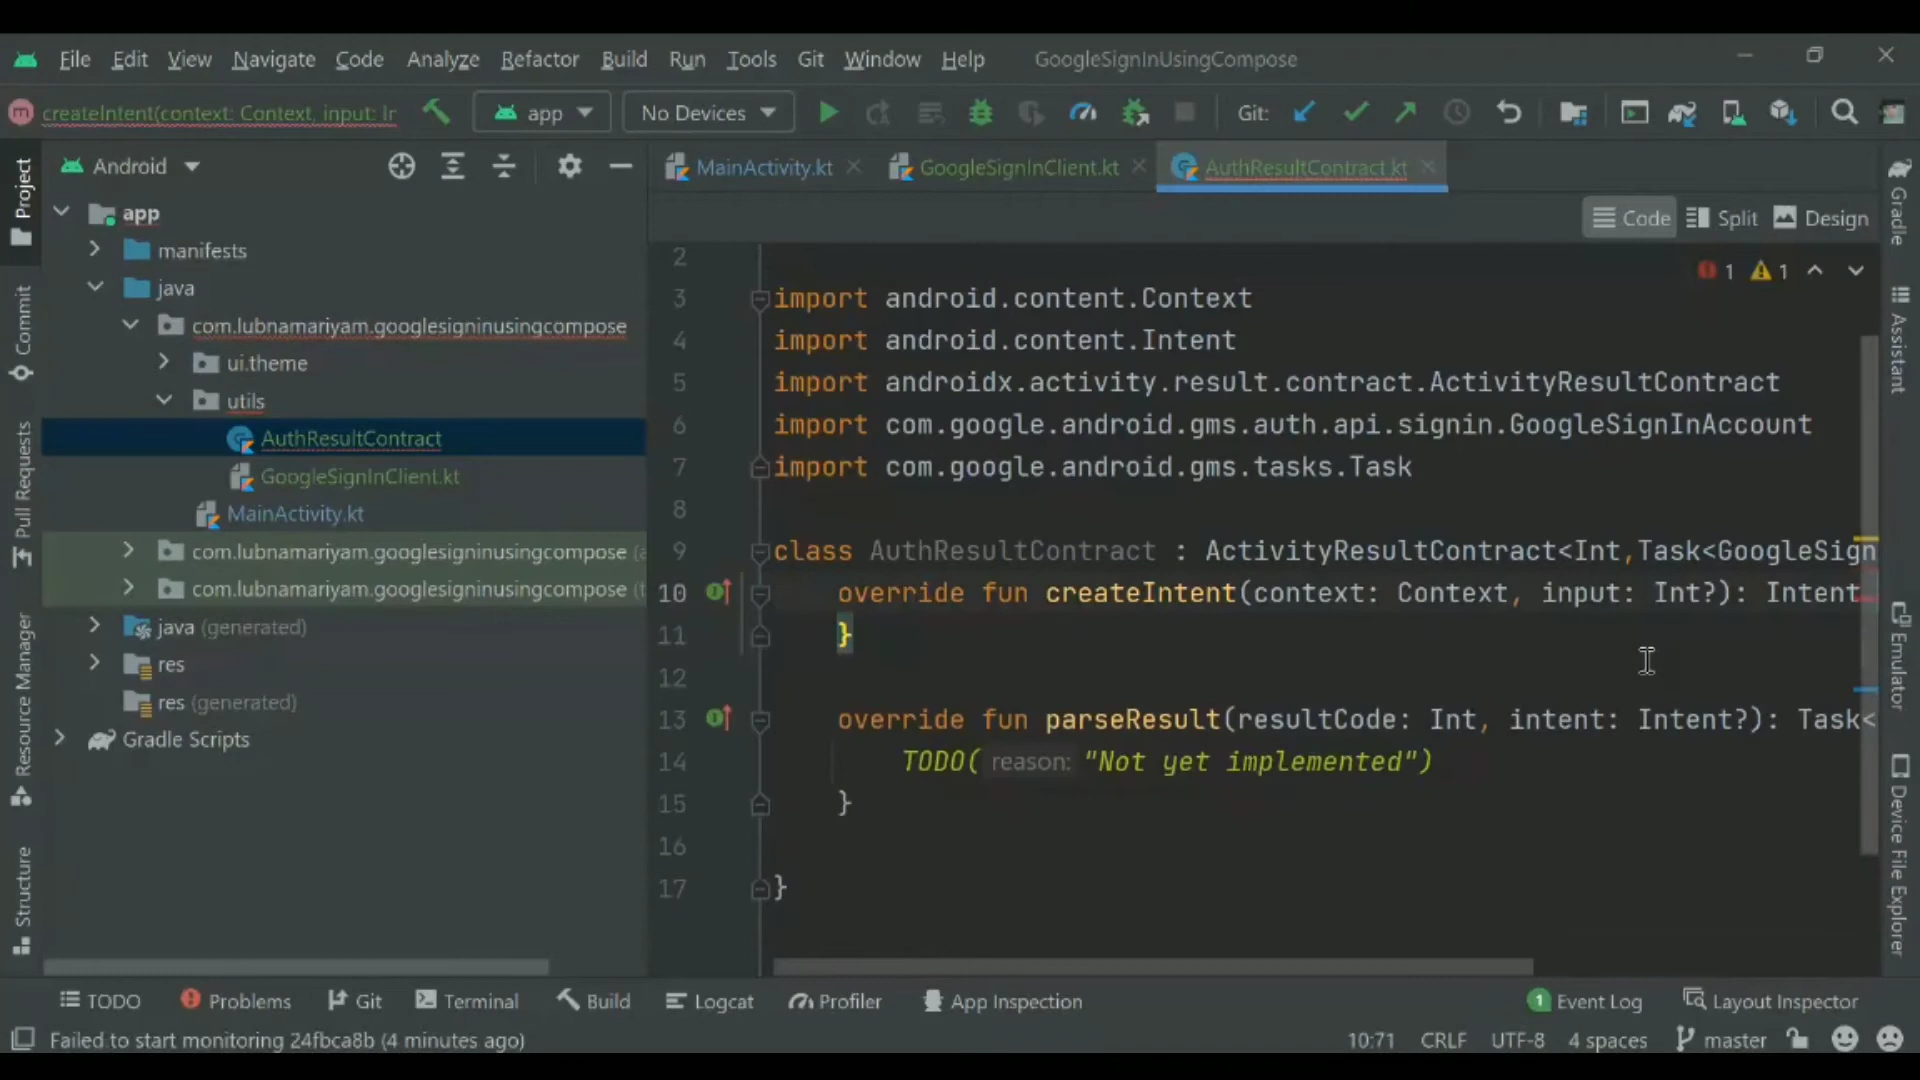 File Edit View Navigate Code Analyze Refactor Build Run Tools Git Window Help GoogleSignInUsingCompose
createIntent(context: Context, input: Ir app No Devices Git:
Android
MainActivity.kt GoogleSignInClient.kt AuthResultContract.kt
Code Split Design
Project
Commit
Pull Requests
Resource Manager
Structure
app
manifests
java
com.lubnamariyam.googlesigninusingcompose
ui.theme
utils
AuthResultContract
GoogleSignInClient.kt
MainActivity.kt
com.lubnamariyam.googlesigninusingcompose (a
com.lubnamariyam.googlesigninusingcompose (t
java (generated)
res
res (generated)
Gradle Scripts
1 1
2
3 import android.content.Context
4 import android.content.Intent
5 import androidx.activity.result.contract.ActivityResultContract
6 import com.google.android.gms.auth.api.signin.GoogleSignInAccount
7 import com.google.android.gms.tasks.Task
8
9 class AuthResultContract : ActivityResultContract<Int,Task<GoogleSign
10 override fun createIntent(context: Context, input: Int?): Intent
11 }
12
13 override fun parseResult(resultCode: Int, intent: Intent?): Task<
14 TODO( reason: "Not yet implemented")
15 }
16
17 }
Gradle
Assistant
Emulator
Device File Explorer
TODO Problems Git Terminal Build Logcat Profiler App Inspection 1 Event Log Layout Inspector
Failed to start monitoring 24fbca8b (4 minutes ago) 10:71 CRLF UTF-8 4 spaces master